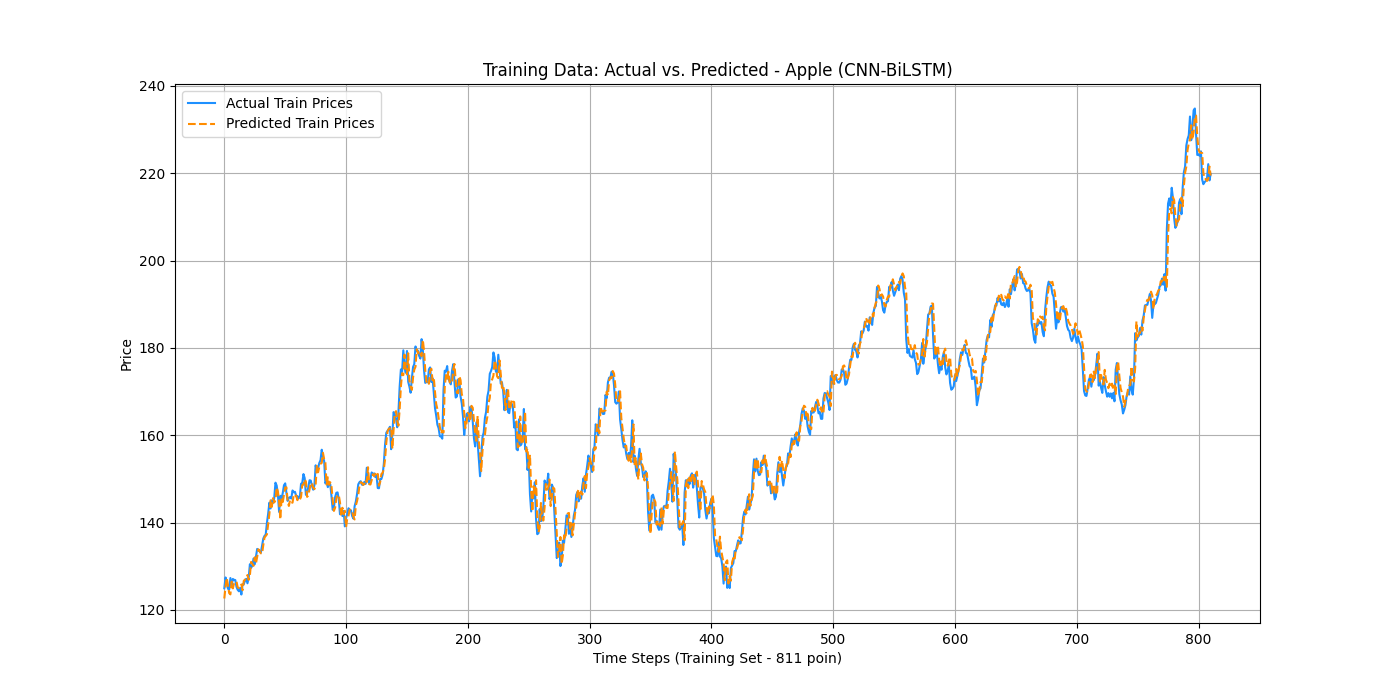 Training Data: Actual vs. Predicted - Apple (CNN-BiLSTM)
Actual Train Prices
Predicted Train Prices
Price
240
220
200
180
160
140
120
0 100 200 300 400 500 600 700 800
Time Steps (Training Set - 811 poin)